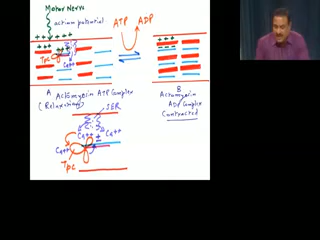 Motor Nerve
action potential
ATP ADP
++++ ++++
Tpc
Ca++
A Actomyosin ATP Complex
(Relaxation)
B
Actomyosin
ADP Complex
Contracted
SER
Ca++ Ca++
Ca++
Tpc